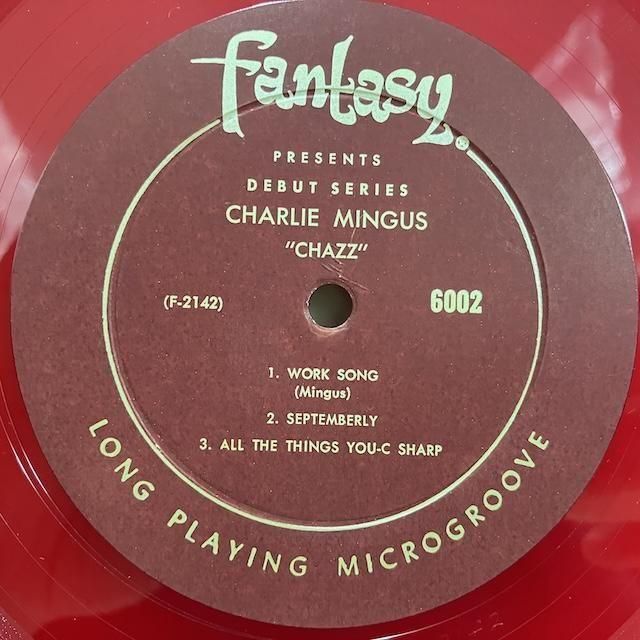 fantasy®
PRESENTS
DEBUT SERIES
CHARLIE MINGUS
"CHAZZ"
(F-2142)
6002
1. WORK SONG
(Mingus)
2. SEPTEMBERLY
3. ALL THE THINGS YOU-C SHARP
LONG PLAYING MICROGROOVE